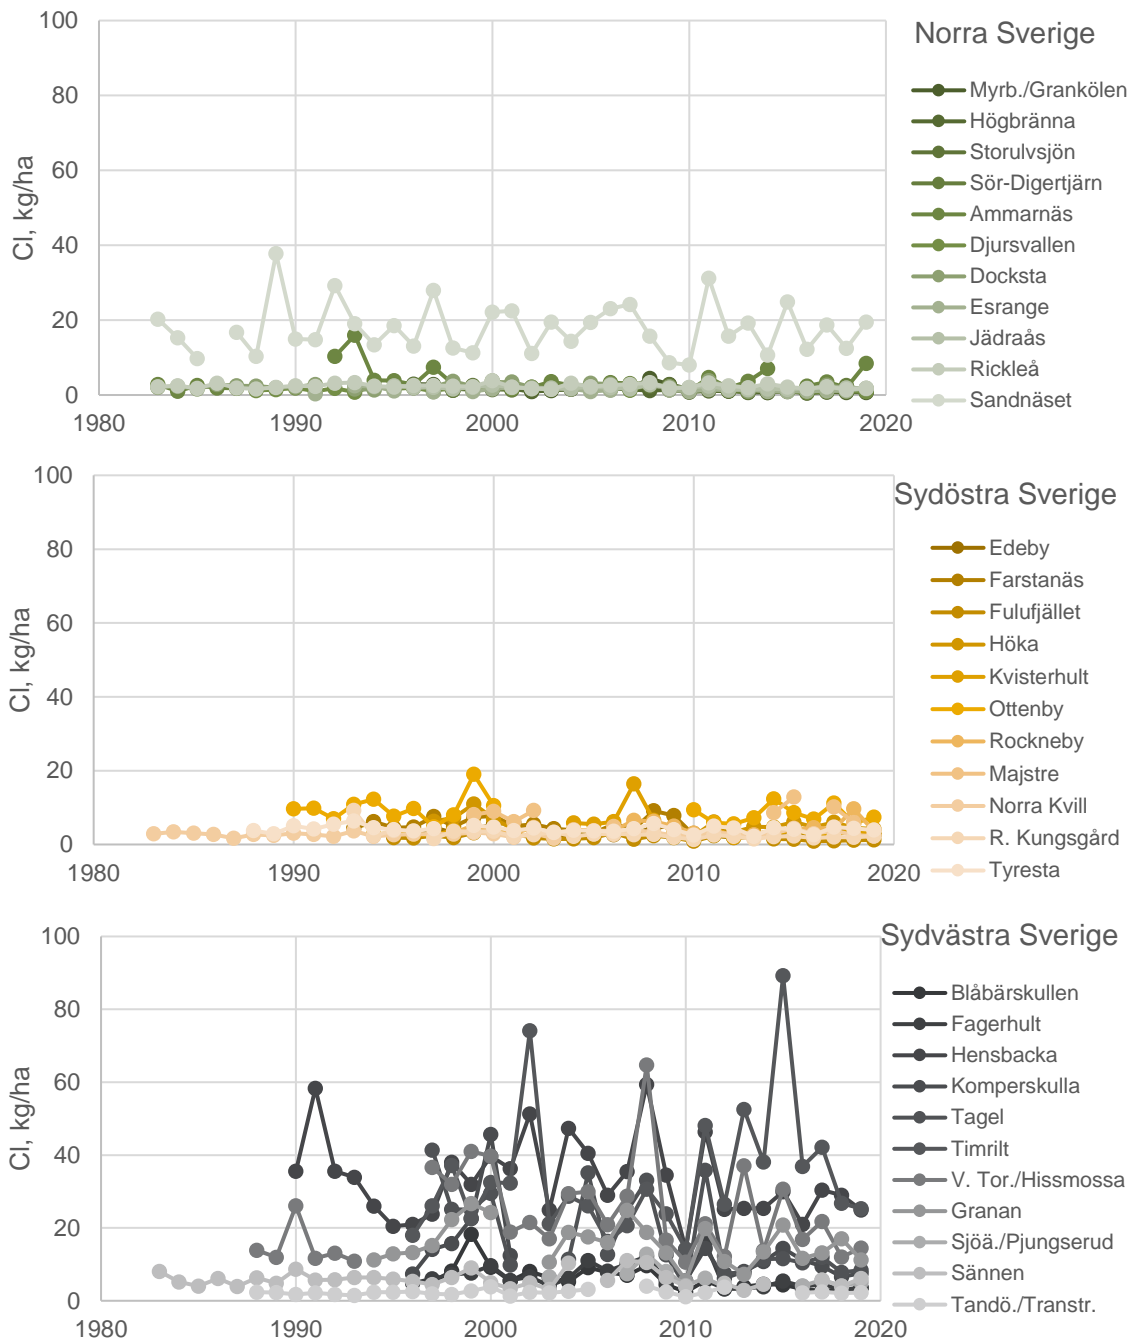 Norra Sverige
Cl, kg/ha
100
80
60
40
20
0
1980
1990
2000
2010
2020
Myrb./Grankölen
Högbränna
Storulvsjön
Sör-Digertjärn
Ammarnäs
Djursvallen
Docksta
Esrange
Jädraås
Rickleå
Sandnäset
Sydöstra Sverige
Cl, kg/ha
100
80
60
40
20
0
1980
1990
2000
2010
2020
Edeby
Farstanäs
Fulufjället
Höka
Kvisterhult
Ottenby
Rockneby
Majstre
Norra Kvill
R. Kungsgård
Tyresta
Sydvästra Sverige
Cl, kg/ha
100
80
60
40
20
0
1980
1990
2000
2010
2020
Blåbärskullen
Fagerhult
Hensbacka
Komperskulla
Tagel
Timrilt
V. Tor./Hissmossa
Granan
Sjöä./Pjungserud
Sännen
Tandö./Transtr.